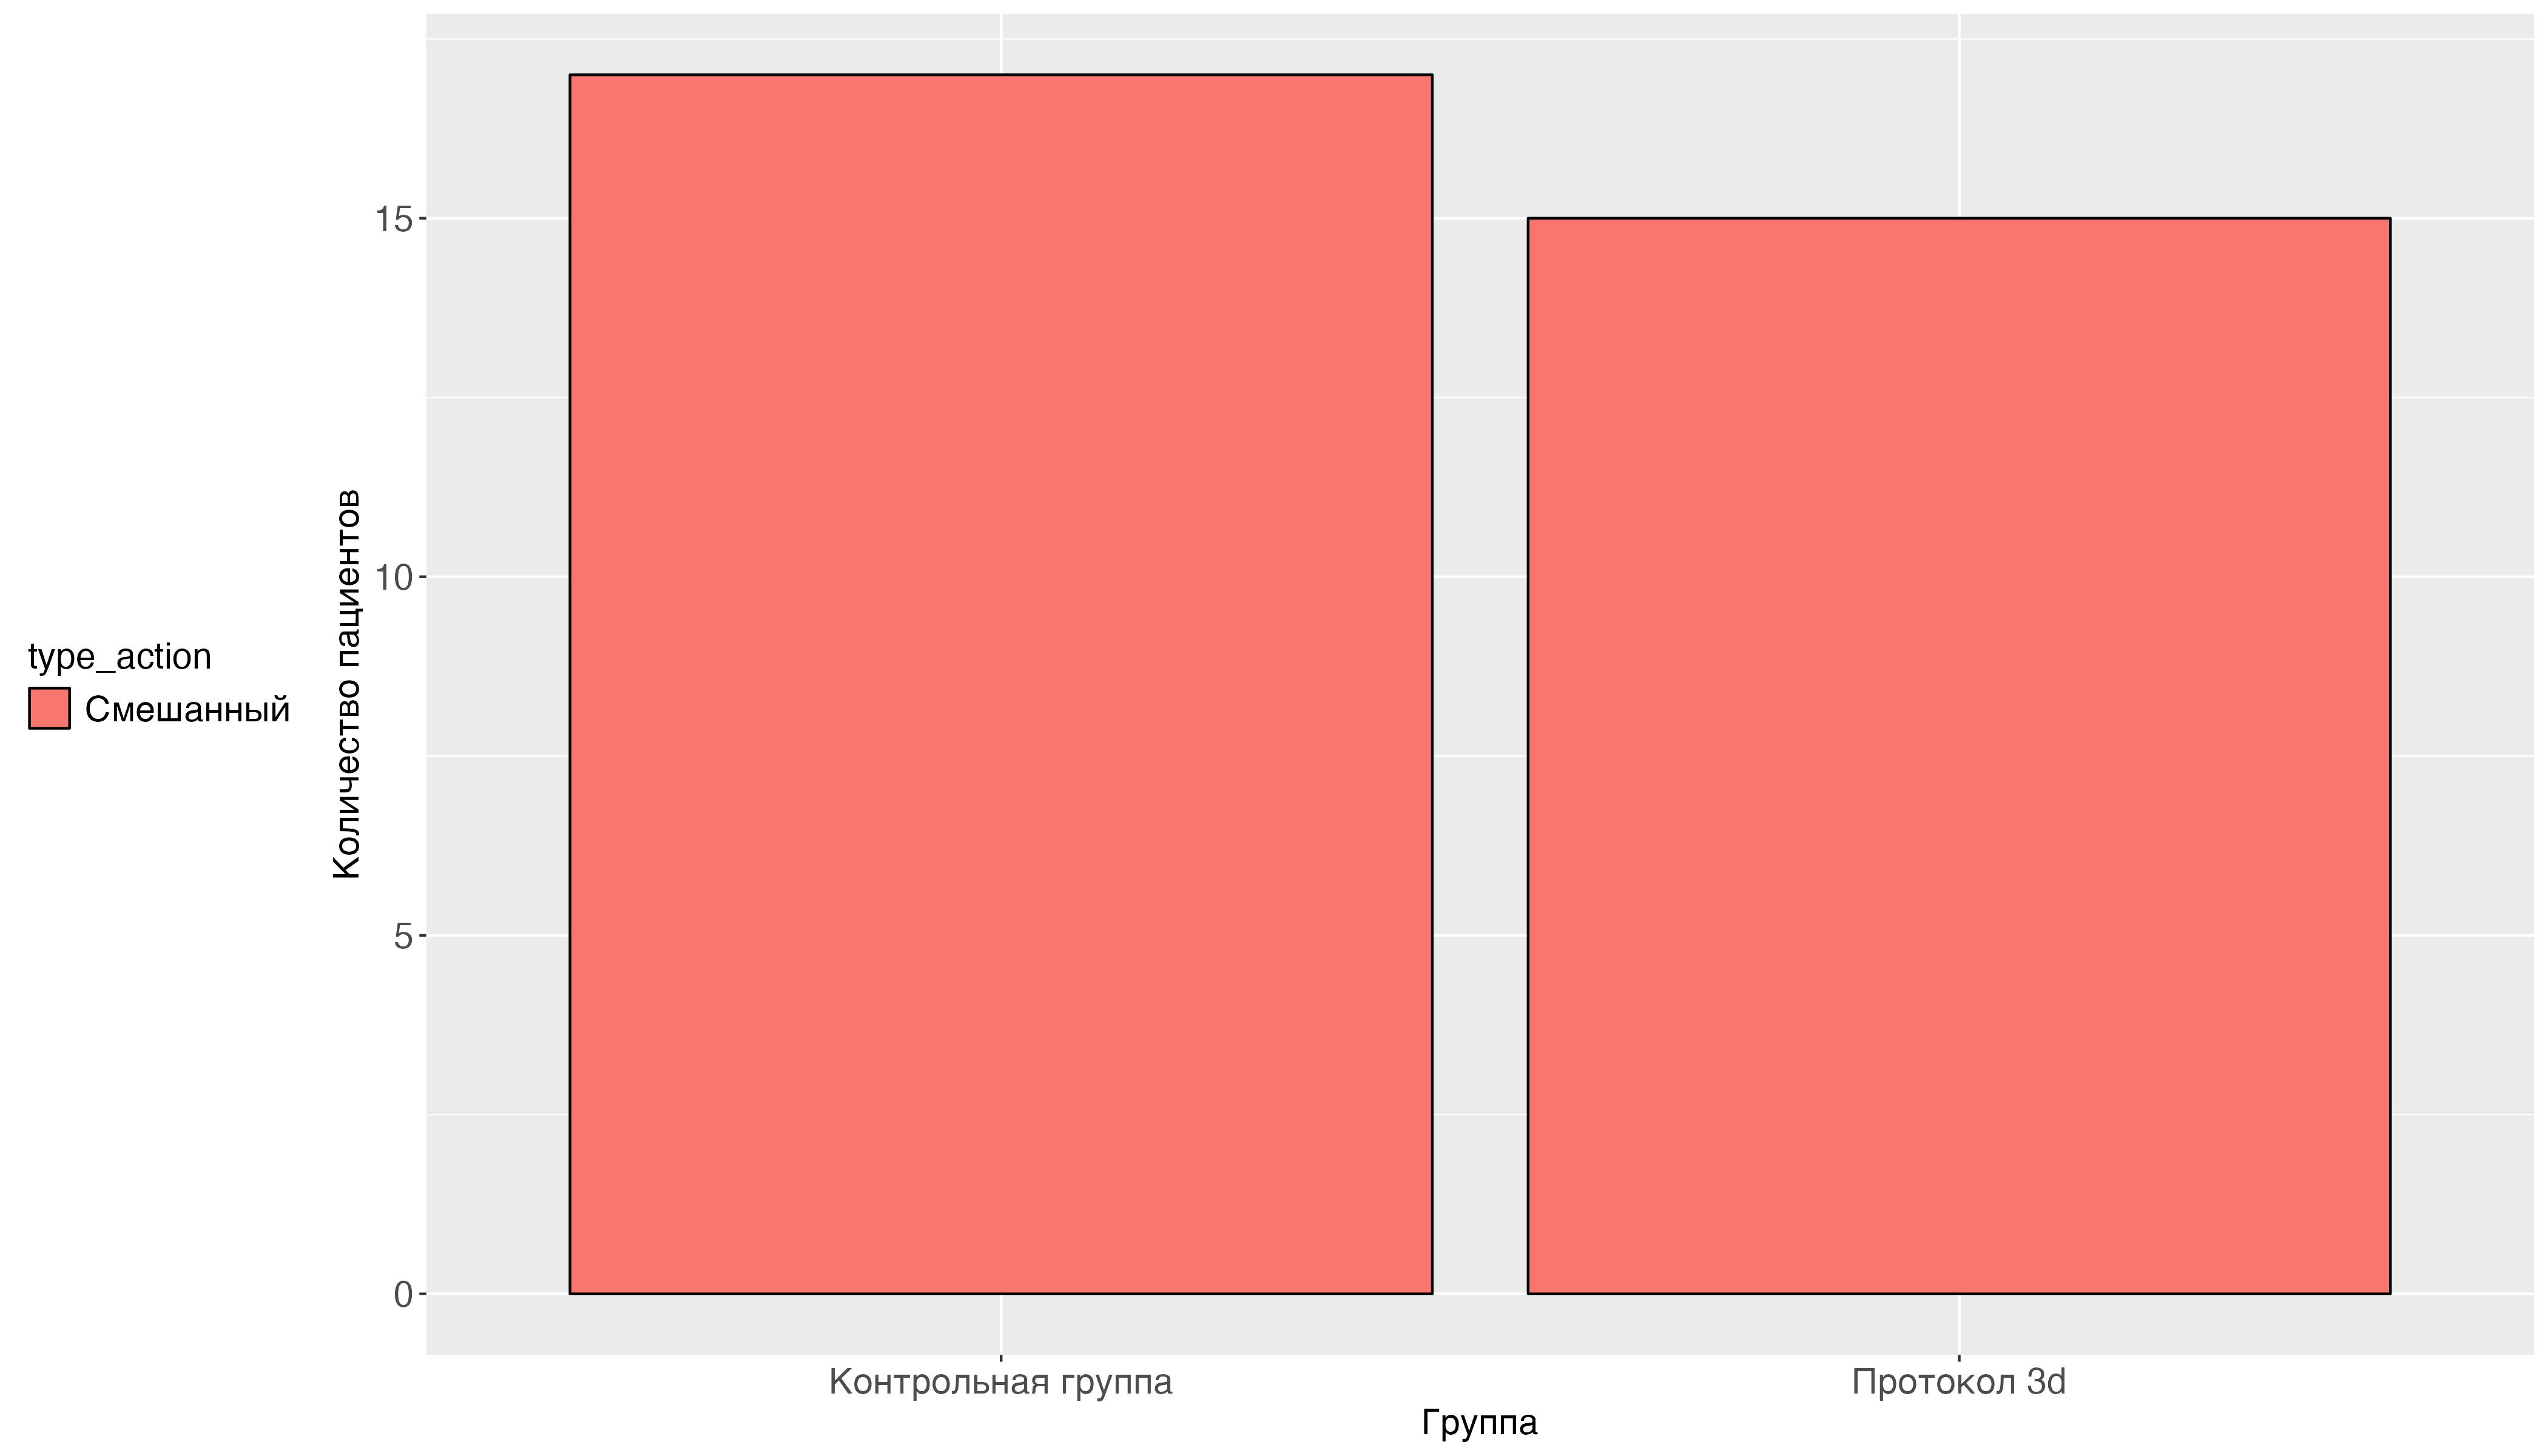 type_action
Смешанный
Количество пациентов
15
10
5
0
Контрольная группа
Протокол 3d
Группа